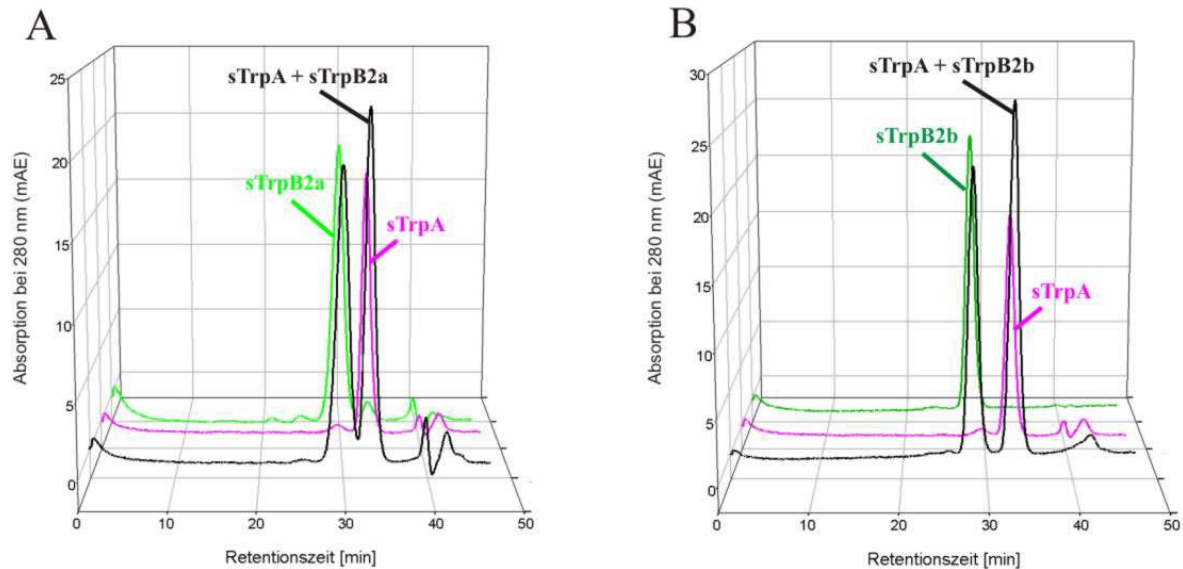 A
sTrpA + sTrpB2a
sTrpB2a
sTrpA
Absorption bei 280 nm (mAE)
25
20
15
10
5
0
0 10 20 30 40 50
Retentionszeit [min]
B
sTrpA + sTrpB2b
sTrpB2b
sTrpA
Absorption bei 280 nm (mAE)
30
25
20
15
10
5
0
0 10 20 30 40 50
Retentionszeit [min]